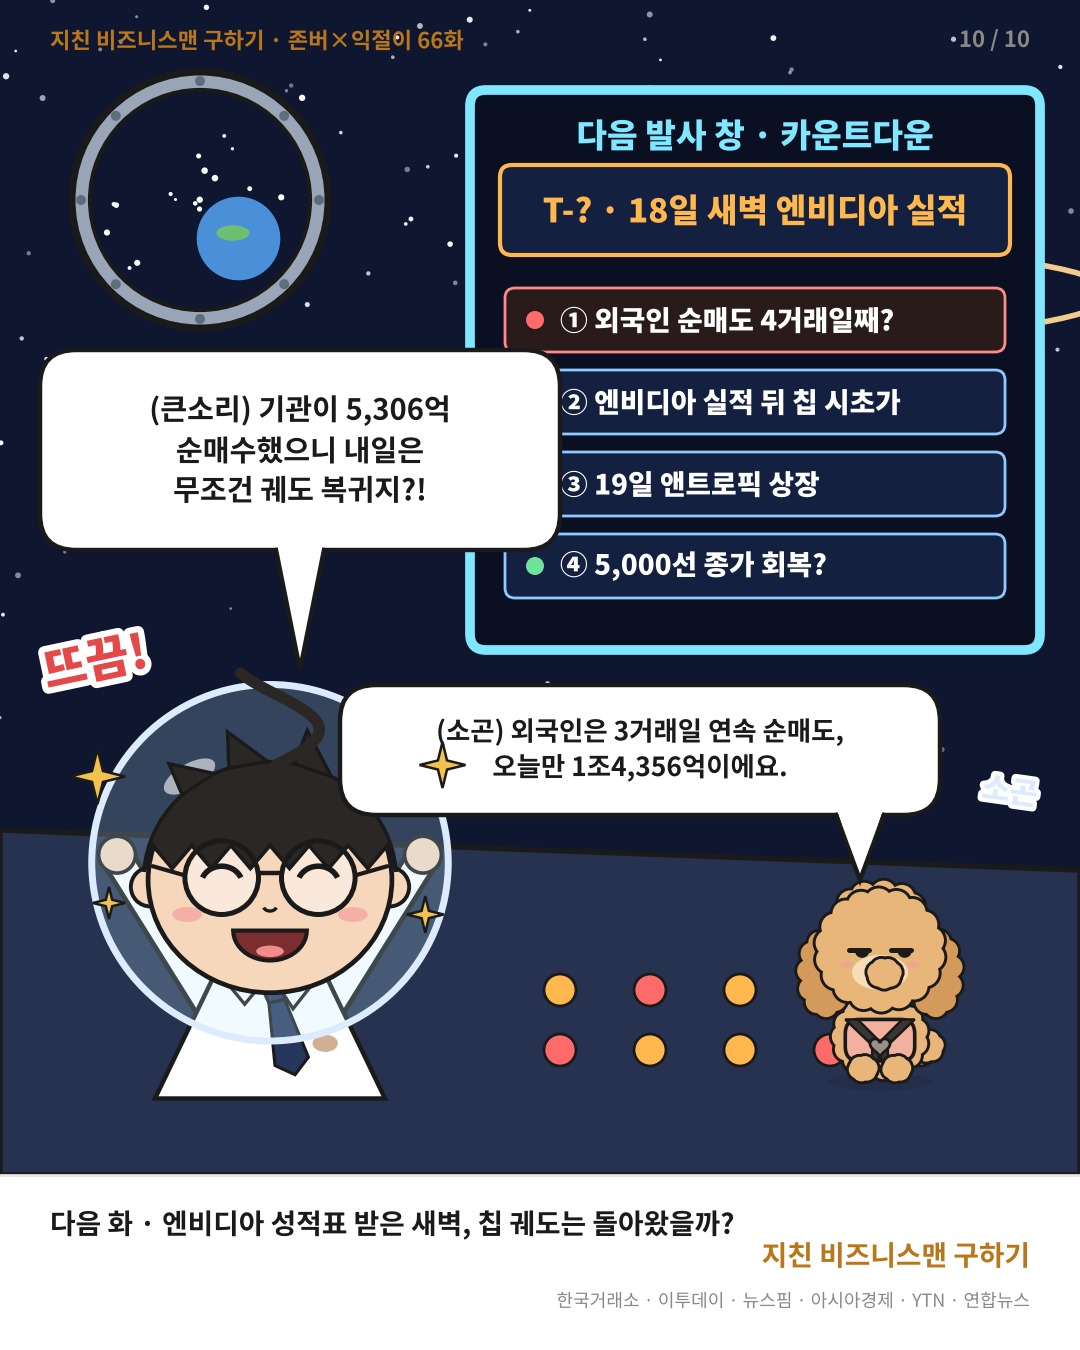 지친 비즈니스맨 구하기 · 존버×익절이 66화
10 / 10
다음 발사 창 · 카운트다운
T-? · 18일 새벽 엔비디아 실적
① 외국인 순매도 4거래일째?
② 엔비디아 실적 뒤 칩 시초가
③ 19일 앤트로픽 상장
④ 5,000선 종가 회복?
(큰소리) 기관이 5,306억
순매수했으니 내일은
무조건 궤도 복귀지?!
뜨끔!
(소곤) 외국인은 3거래일 연속 순매도,
오늘만 1조4,356억이에요.
소곤
다음 화 · 엔비디아 성적표 받은 새벽, 칩 궤도는 돌아왔을까?
지친 비즈니스맨 구하기
한국거래소 · 이투데이 · 뉴스핌 · 아시아경제 · YTN · 연합뉴스